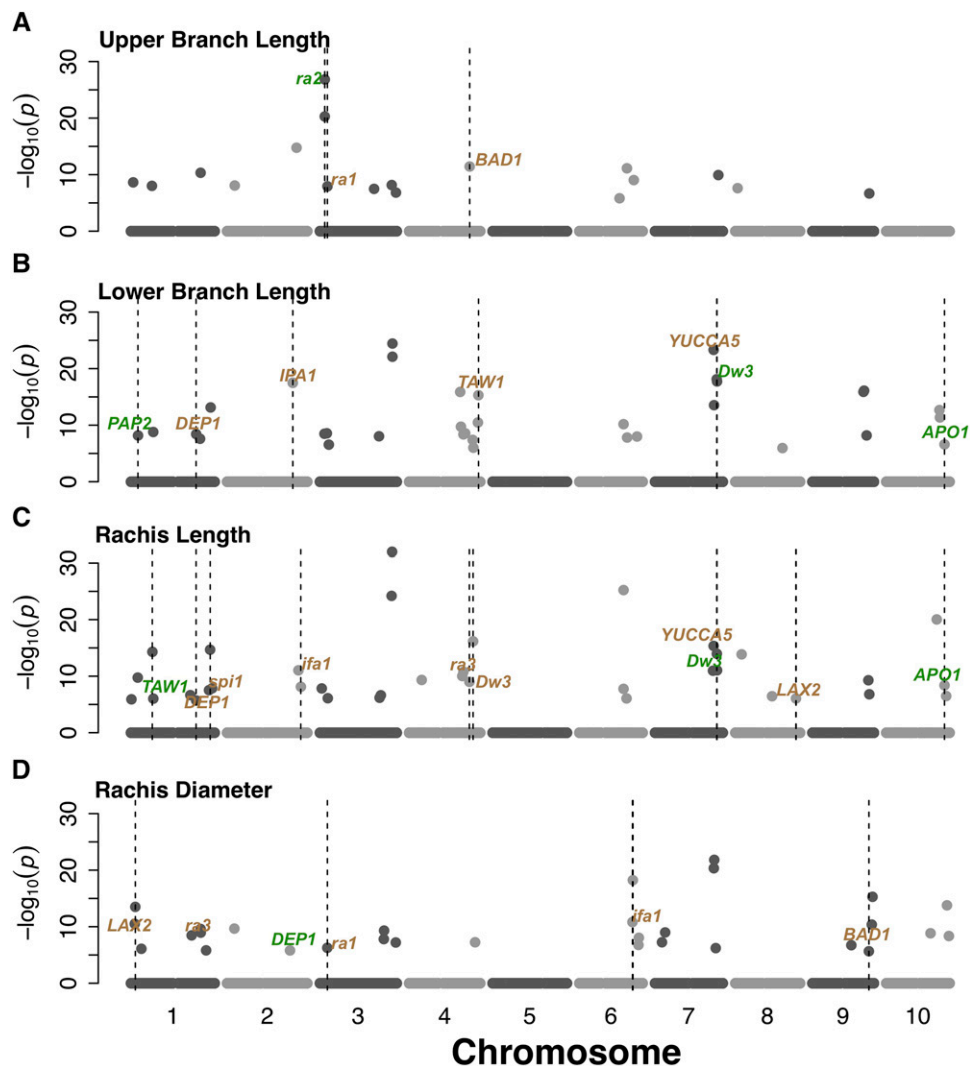 A
Upper Branch Length
30
20
10
0
−log10(p)
ra2
ra1
BAD1
B
Lower Branch Length
30
20
10
0
−log10(p)
PAP2
DEP1
IPA1
TAW1
YUCCA5
Dw3
APO1
C
Rachis Length
30
20
10
0
−log10(p)
TAW1
DEP1
spi1
ifa1
ra3
Dw3
YUCCA5
Dw3
LAX2
APO1
D
Rachis Diameter
30
20
10
0
−log10(p)
LAX2
ra3
DEP1
ra1
ifa1
BAD1
1 2 3 4 5 6 7 8 9 10
Chromosome